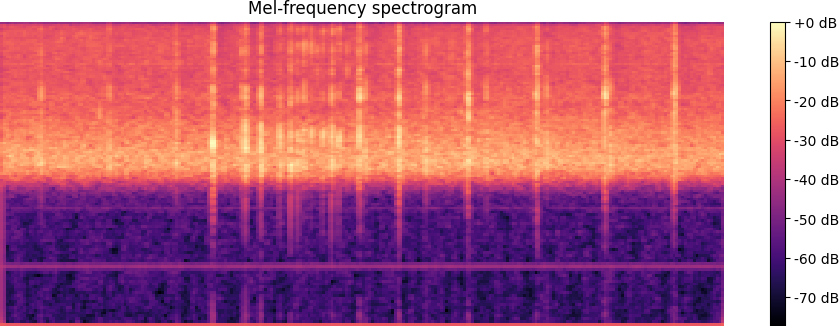 Mel-frequency spectrogram
+0 dB
-10 dB
-20 dB
-30 dB
-40 dB
-50 dB
-60 dB
-70 dB